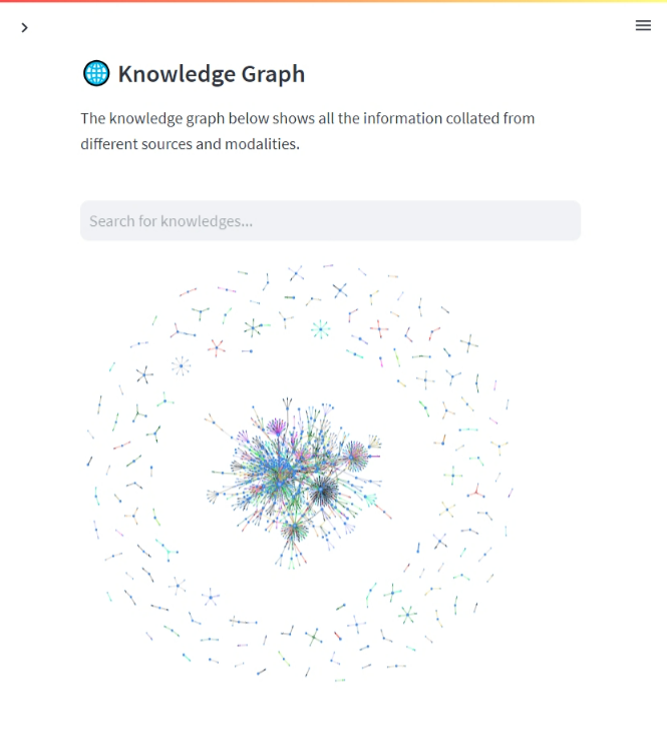 Knowledge Graph
The knowledge graph below shows all the information collated from
different sources and modalities.
Search for knowledges...